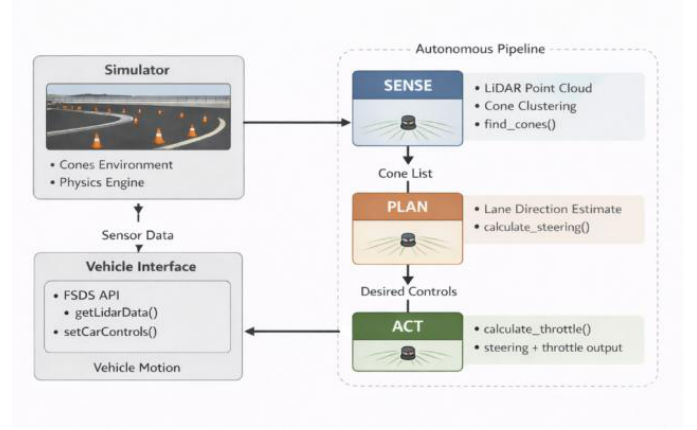 Autonomous Pipeline
Simulator
• Cones Environment
• Physics Engine
Sensor Data
Vehicle Interface
• FSDS API
• getLidarData()
• setCarControls()
Vehicle Motion
SENSE
• LiDAR Point Cloud
• Cone Clustering
• find_cones()
Cone List
PLAN
• Lane Direction Estimate
• calculate_steering()
Desired Controls
ACT
• calculate_throttle()
• steering + throttle output